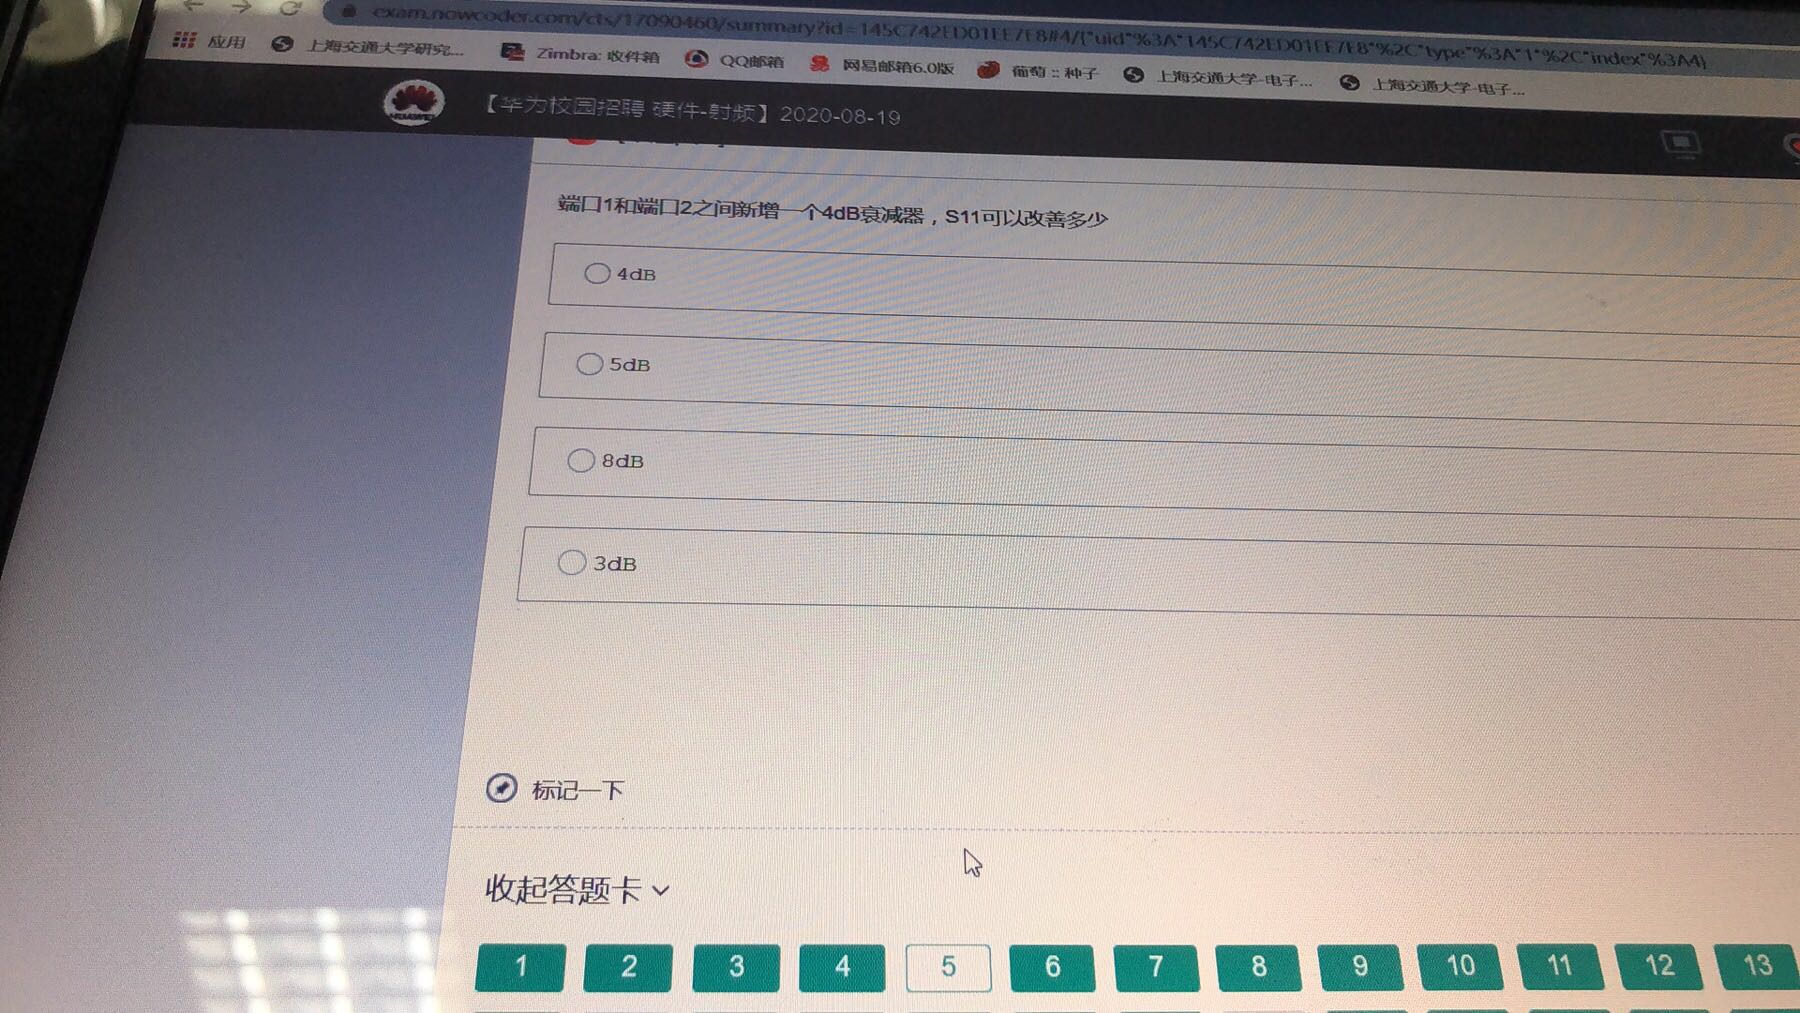 exam.nowcoder.com/cts/17090460/summary?id=145C742ED01EE7E8#4/{"uid"%3A"145C742ED01EE7E8"%2C"type"%3A"1"%2C"index"%3A4}
应用 上海交通大学研究... Zimbra: 收件箱 QQ邮箱 网易邮箱6.0版 葡萄 :: 种子 上海交通大学-电子... 上海交通大学-电子...
HUAWEI 【华为校园招聘 硬件-射频】2020-08-19
端口1和端口2之间新增一个4dB衰减器，S11可以改善多少
4dB
5dB
8dB
3dB
标记一下
收起答题卡
1 2 3 4 5 6 7 8 9 10 11 12 13